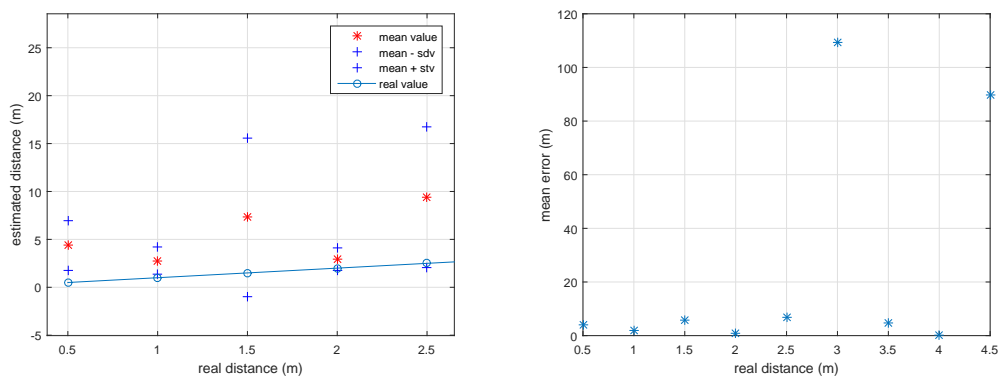 25
20
15
10
5
0
-5
estimated distance (m)
0.5 1 1.5 2 2.5
real distance (m)
mean value
mean - sdv
mean + stv
real value
120
100
80
60
40
20
0
mean error (m)
0.5 1 1.5 2 2.5 3 3.5 4 4.5
real distance (m)